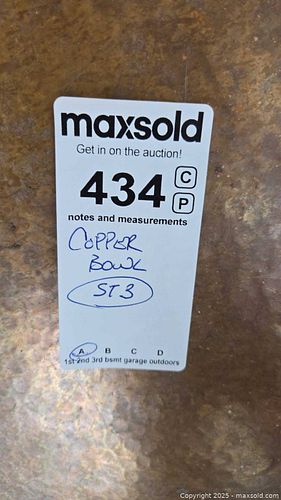 maxsold
Get in on the auction!
434 C
P
notes and measurements
COPPER
BOWL
ST3
A B C D
1st 2nd 3rd bsmt garage outdoors
Copyright © 2025 - maxsold.com